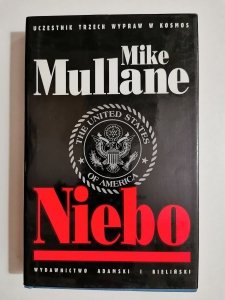 UCZESTNIK TRZECH WYPRAW W KOSMOS
Mike
Mullane
THE UNITED STATES
OF AMERICA
Niebo
WYDAWNICTWO ADAMSKI I BIELIŃSKI